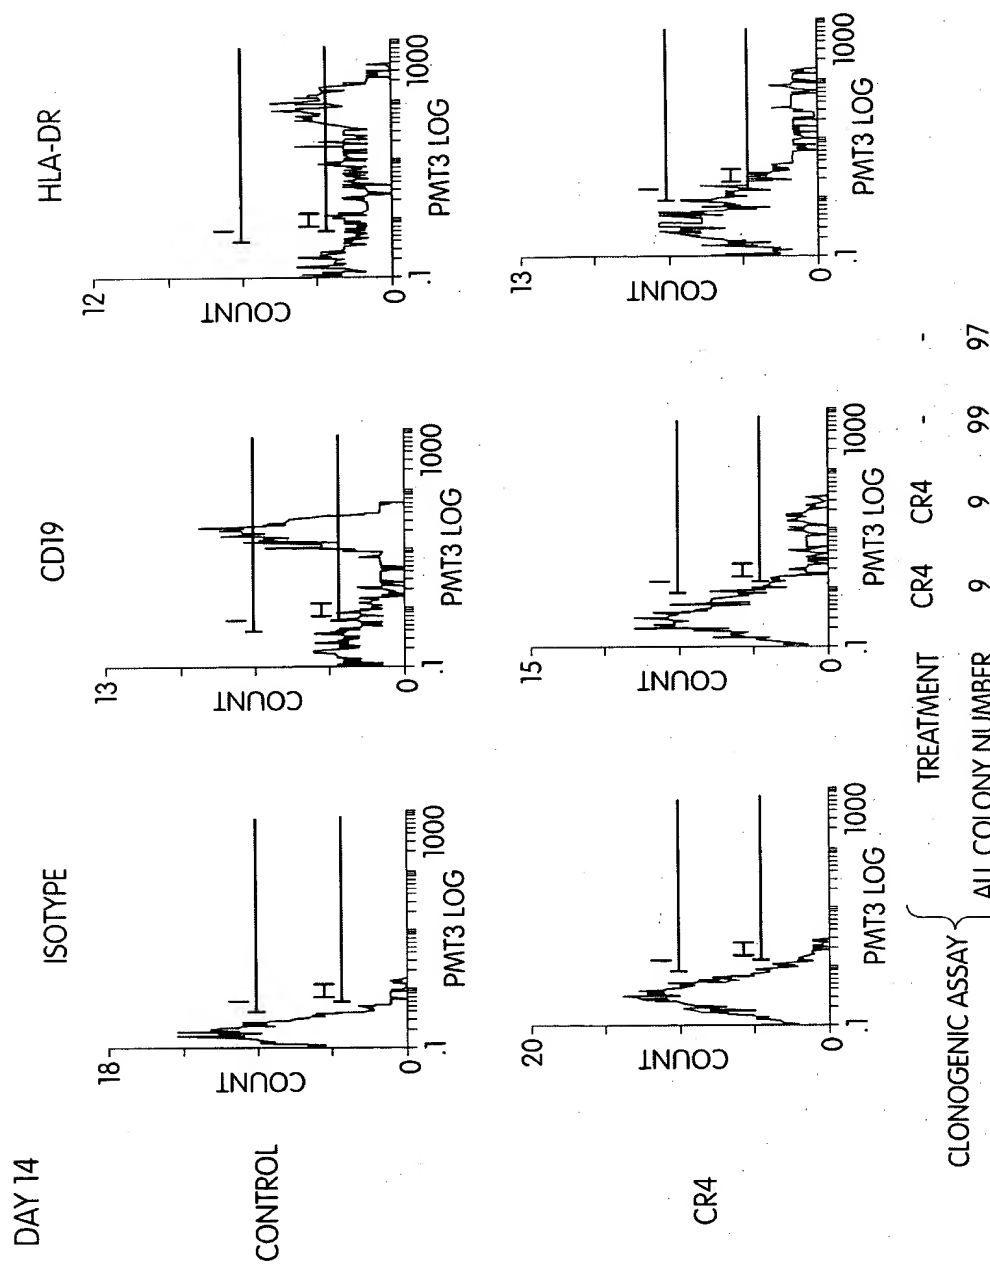 DAY 14
ISOTYPE
CD19
HLA-DR
CONTROL
18
COUNT
0
.1
1000
PMT3 LOG
I
H
13
COUNT
0
.1
1000
PMT3 LOG
I
H
12
COUNT
0
.1
1000
PMT3 LOG
I
H
CR4
20
COUNT
0
.1
1000
PMT3 LOG
I
H
15
COUNT
0
.1
1000
PMT3 LOG
I
H
13
COUNT
0
.1
1000
PMT3 LOG
I
H
CLONOGENIC ASSAY
TREATMENT CR4 CR4 - -
ALL COLONY NUMBER 9 9 99 97